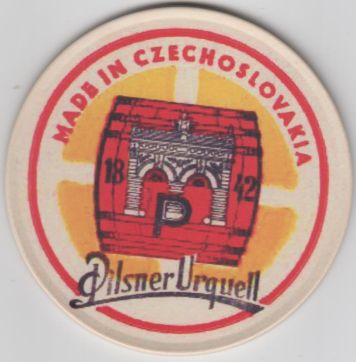 MADE IN CZECHOSLOVAKIA
18 42
P
Pilsner Urquell